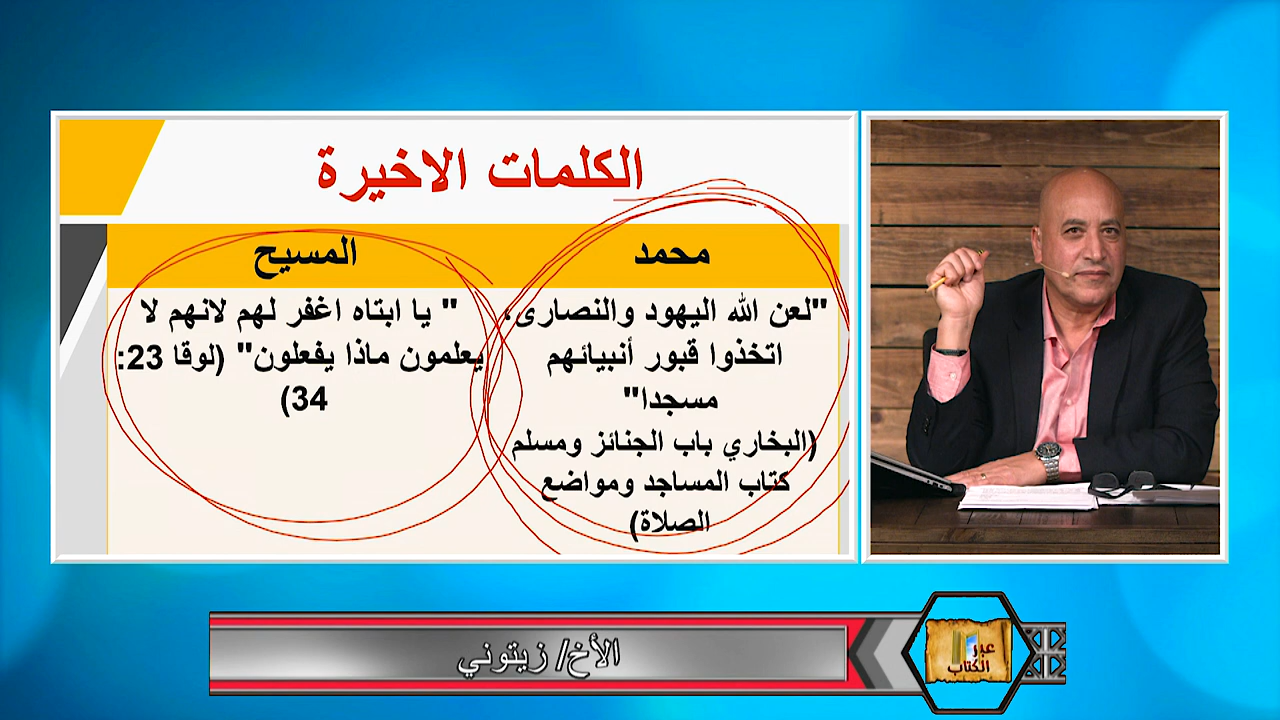 الكلمات الاخيرة
محمد
"لعن الله اليهود والنصارى،
اتخذوا قبور أنبيائهم
مسجدا"
(البخاري باب الجنائز ومسلم
كتاب المساجد ومواضع
الصلاة)
المسيح
" يا ابتاه اغفر لهم لانهم لا
يعلمون ماذا يفعلون" (لوقا 23:
34)
الأخ/ زيتوني
عبر
الكتاب